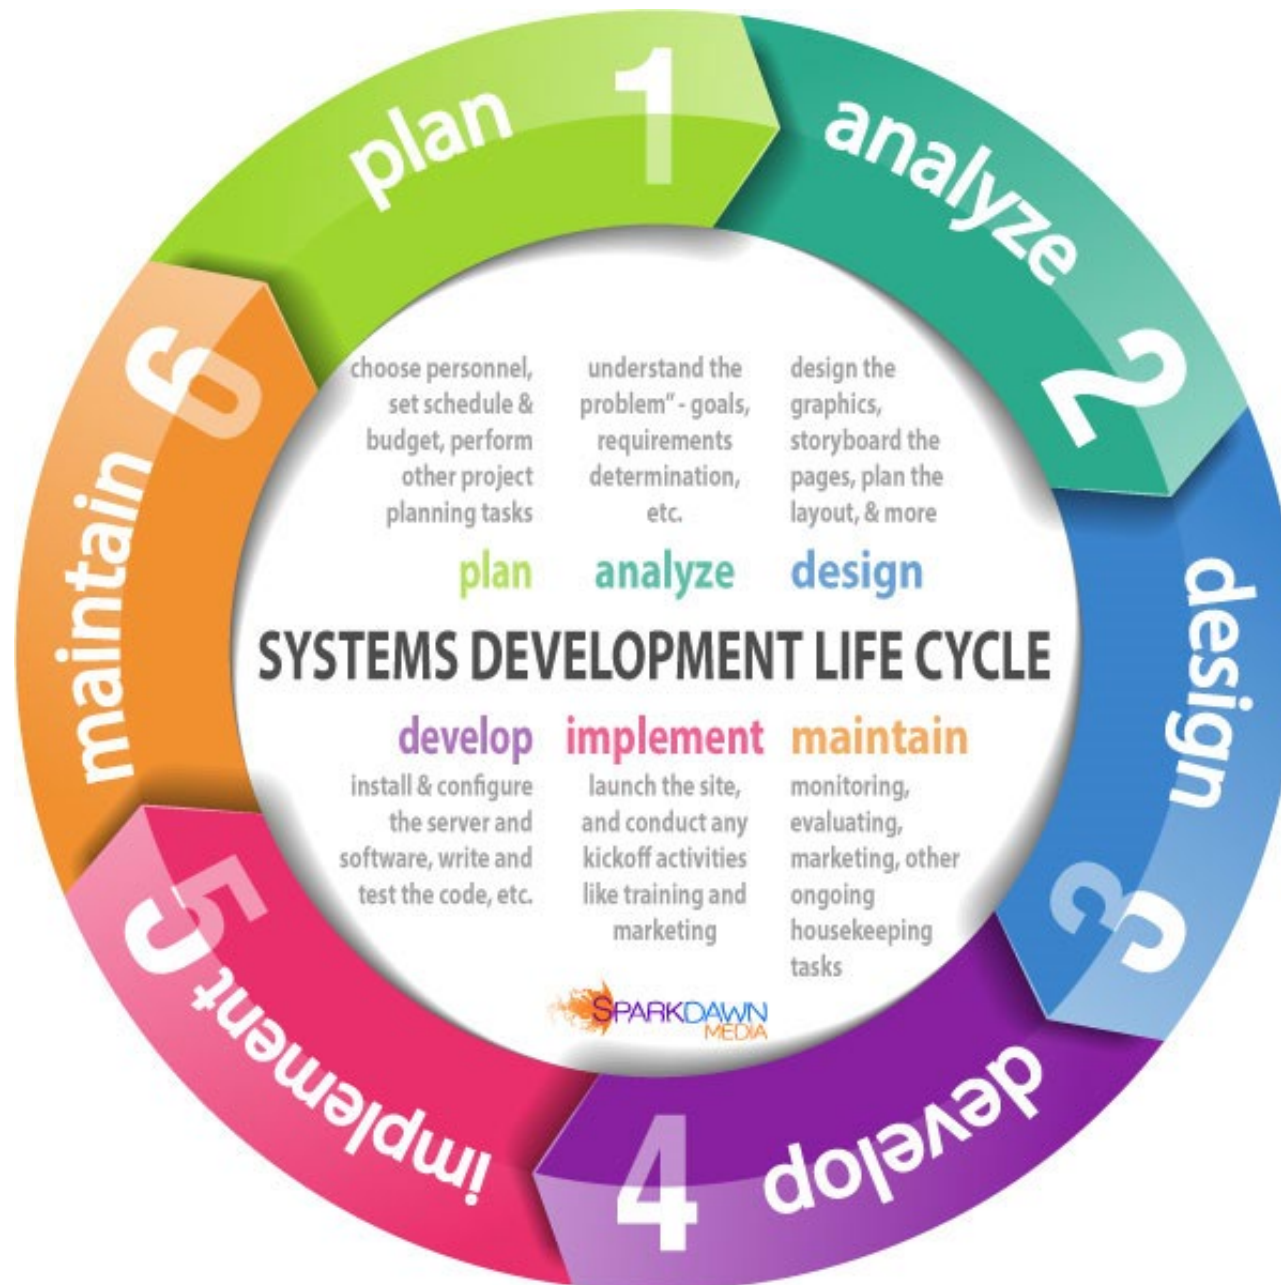 plan 1
analyze 2
design 3
develop 4
implement 5
maintain 6
choose personnel,
set schedule &
budget, perform
other project
planning tasks
plan
understand the
problem" - goals,
requirements
determination,
etc.
analyze
design the
graphics,
storyboard the
pages, plan the
layout, & more
design
SYSTEMS DEVELOPMENT LIFE CYCLE
develop
install & configure
the server and
software, write and
test the code, etc.
implement
launch the site,
and conduct any
kickoff activities
like training and
marketing
maintain
monitoring,
evaluating,
marketing, other
ongoing
housekeeping
tasks
SPARKDAWN
MEDIA